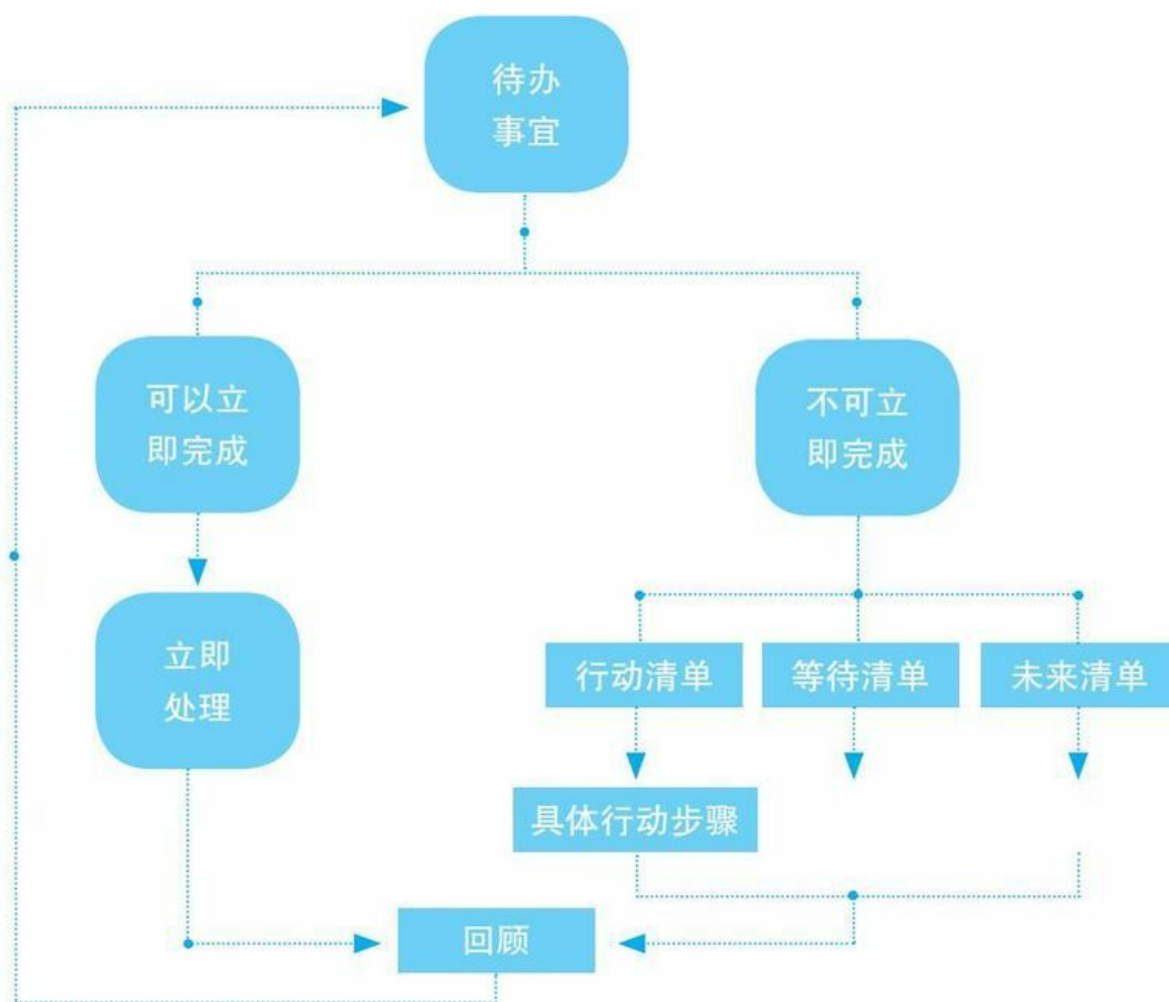 待办
事宜
可以立
即完成
不可立
即完成
立即
处理
行动清单
等待清单
未来清单
具体行动步骤
回顾